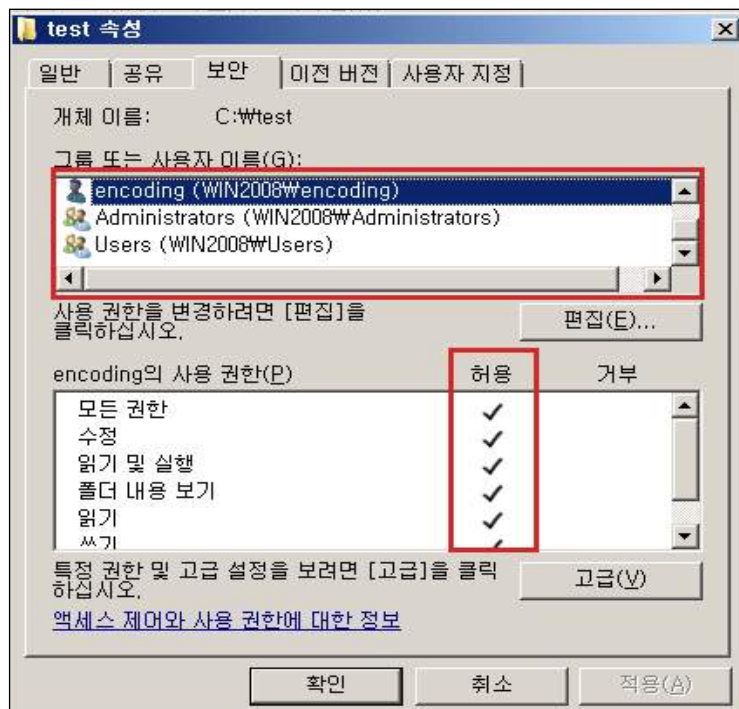 test 속성
일반 공유 보안 이전 버전 사용자 지정
개체 이름: C:₩test
그룹 또는 사용자 이름(G):
encoding (WIN2008₩encoding)
Administrators (WIN2008₩Administrators)
Users (WIN2008₩Users)
사용 권한을 변경하려면 [편집]을
클릭하십시오.
편집(E)...
encoding의 사용 권한(P) 허용 거부
모든 권한
수정
읽기 및 실행
폴더 내용 보기
읽기
쓰기
특정 권한 및 고급 설정을 보려면 [고급]을 클릭
하십시오.
고급(V)
액세스 제어와 사용 권한에 대한 정보
확인 취소 적용(A)